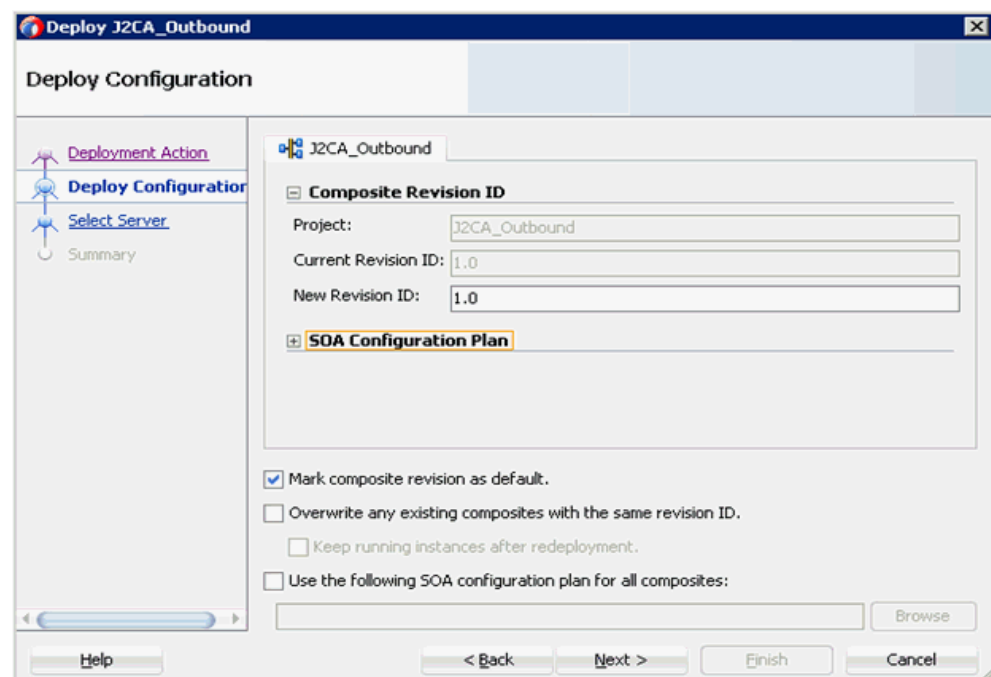 Deploy J2CA_Outbound
Deploy Configuration
Deployment Action
Deploy Configuration
Select Server
Summary
J2CA_Outbound
Composite Revision ID
Project: J2CA_Outbound
Current Revision ID: 1.0
New Revision ID: 1.0
SOA Configuration Plan
Mark composite revision as default.
Overwrite any existing composites with the same revision ID.
Keep running instances after redeployment.
Use the following SOA configuration plan for all composites:
Browse
Help < Back Next > Finish Cancel